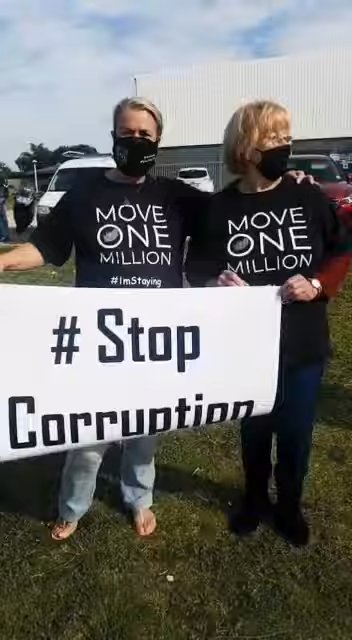 MOVE
ONE
MILLION
#ImStaying
MOVE
ONE
MILLION
# Stop
Corruption